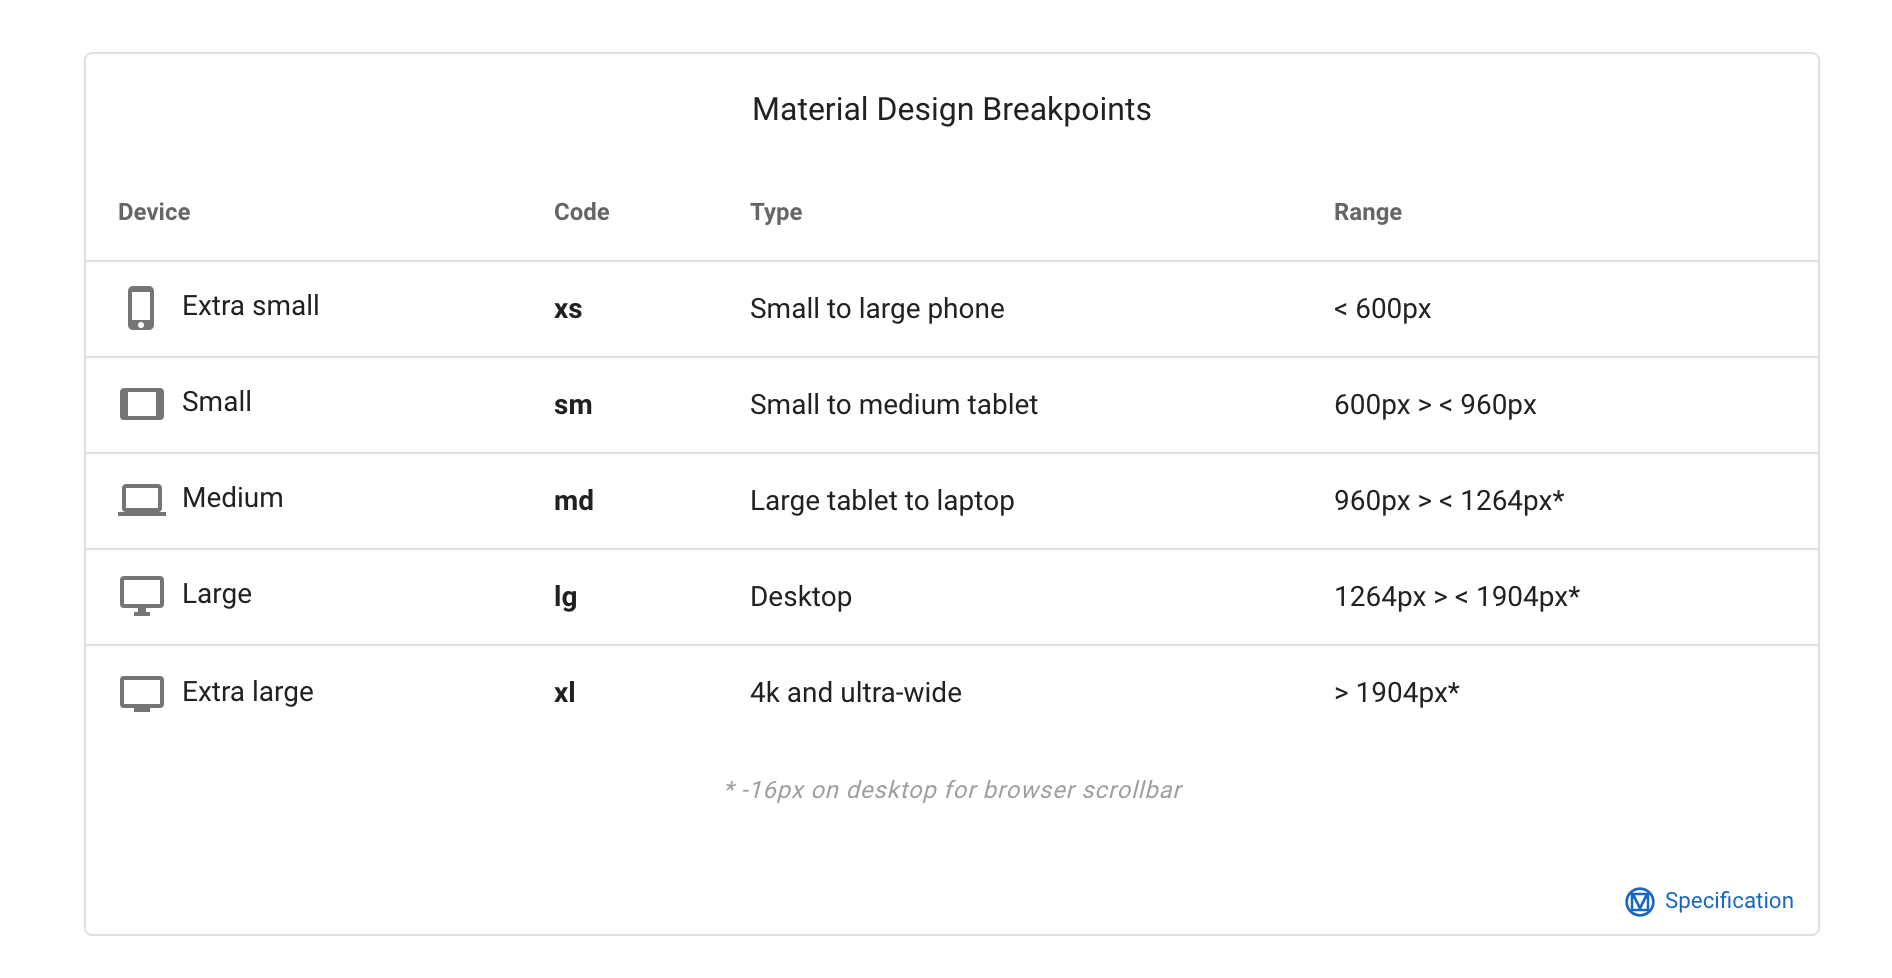 Material Design Breakpoints
Device Code Type Range
Extra small xs Small to large phone < 600px
Small sm Small to medium tablet 600px > < 960px
Medium md Large tablet to laptop 960px > < 1264px*
Large lg Desktop 1264px > < 1904px*
Extra large xl 4k and ultra-wide > 1904px*
* -16px on desktop for browser scrollbar
Specification